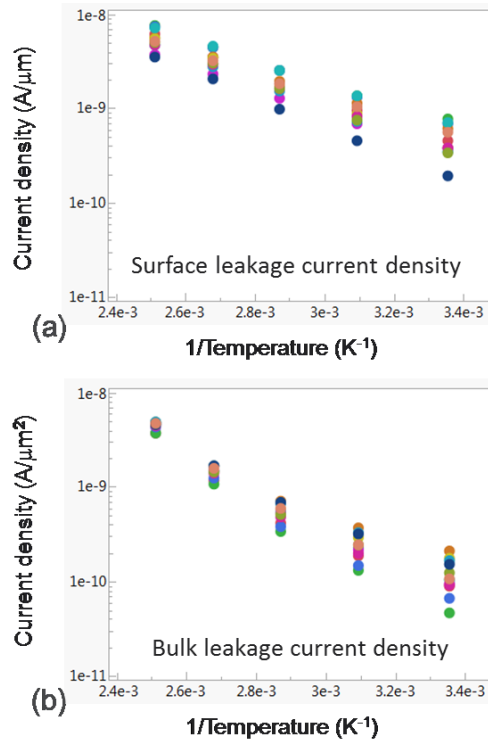 Current density (A/μm)
1e-8
1e-9
1e-10
1e-11
Surface leakage current density
2.4e-3 2.6e-3 2.8e-3 3e-3 3.2e-3 3.4e-3
(a)
1/Temperature (K⁻¹)
Current density (A/μm²)
1e-8
1e-9
1e-10
1e-11
Bulk leakage current density
2.4e-3 2.6e-3 2.8e-3 3e-3 3.2e-3 3.4e-3
(b)
1/Temperature (K⁻¹)